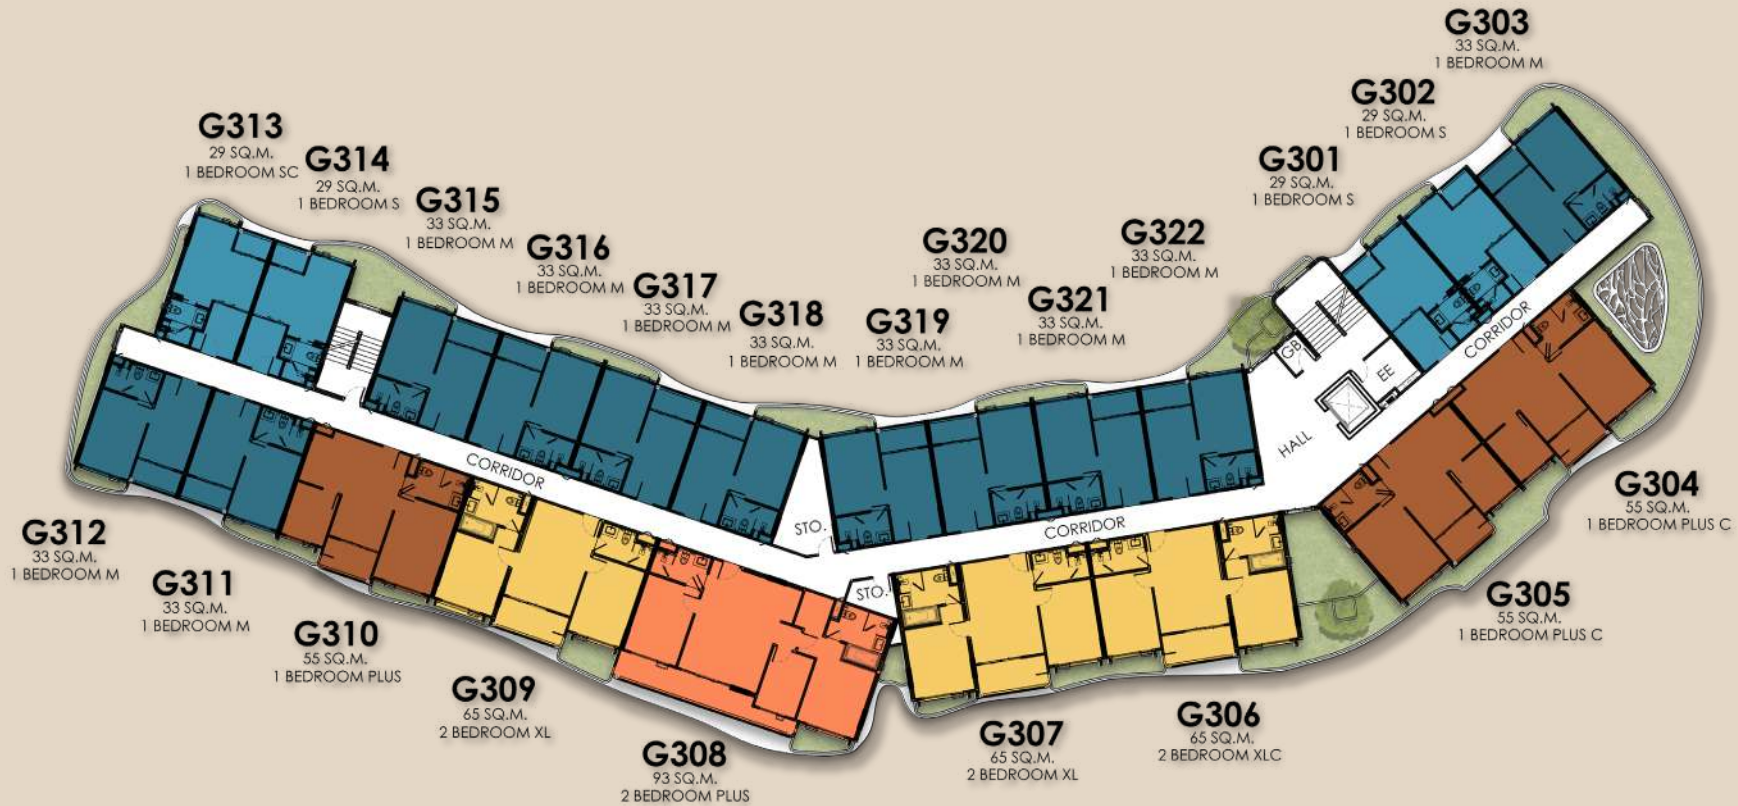 G303
33 SQ.M.
1 BEDROOM M
G302
29 SQ.M.
1 BEDROOM S
G301
29 SQ.M.
1 BEDROOM S
G313
29 SQ.M.
1 BEDROOM SC
G314
29 SQ.M.
1 BEDROOM S
G315
33 SQ.M.
1 BEDROOM M
G316
33 SQ.M.
1 BEDROOM M
G317
33 SQ.M.
1 BEDROOM M
G318
33 SQ.M.
1 BEDROOM M
G319
33 SQ.M.
1 BEDROOM M
G320
33 SQ.M.
1 BEDROOM M
G321
33 SQ.M.
1 BEDROOM M
G322
33 SQ.M.
1 BEDROOM M
GB
EE
CORRIDOR
HALL
CORRIDOR
STO.
CORRIDOR
STO.
G304
55 SQ.M.
1 BEDROOM PLUS C
G305
55 SQ.M.
1 BEDROOM PLUS C
G312
33 SQ.M.
1 BEDROOM M
G311
33 SQ.M.
1 BEDROOM M
G310
55 SQ.M.
1 BEDROOM PLUS
G309
65 SQ.M.
2 BEDROOM XL
G308
93 SQ.M.
2 BEDROOM PLUS
G307
65 SQ.M.
2 BEDROOM XL
G306
65 SQ.M.
2 BEDROOM XLC